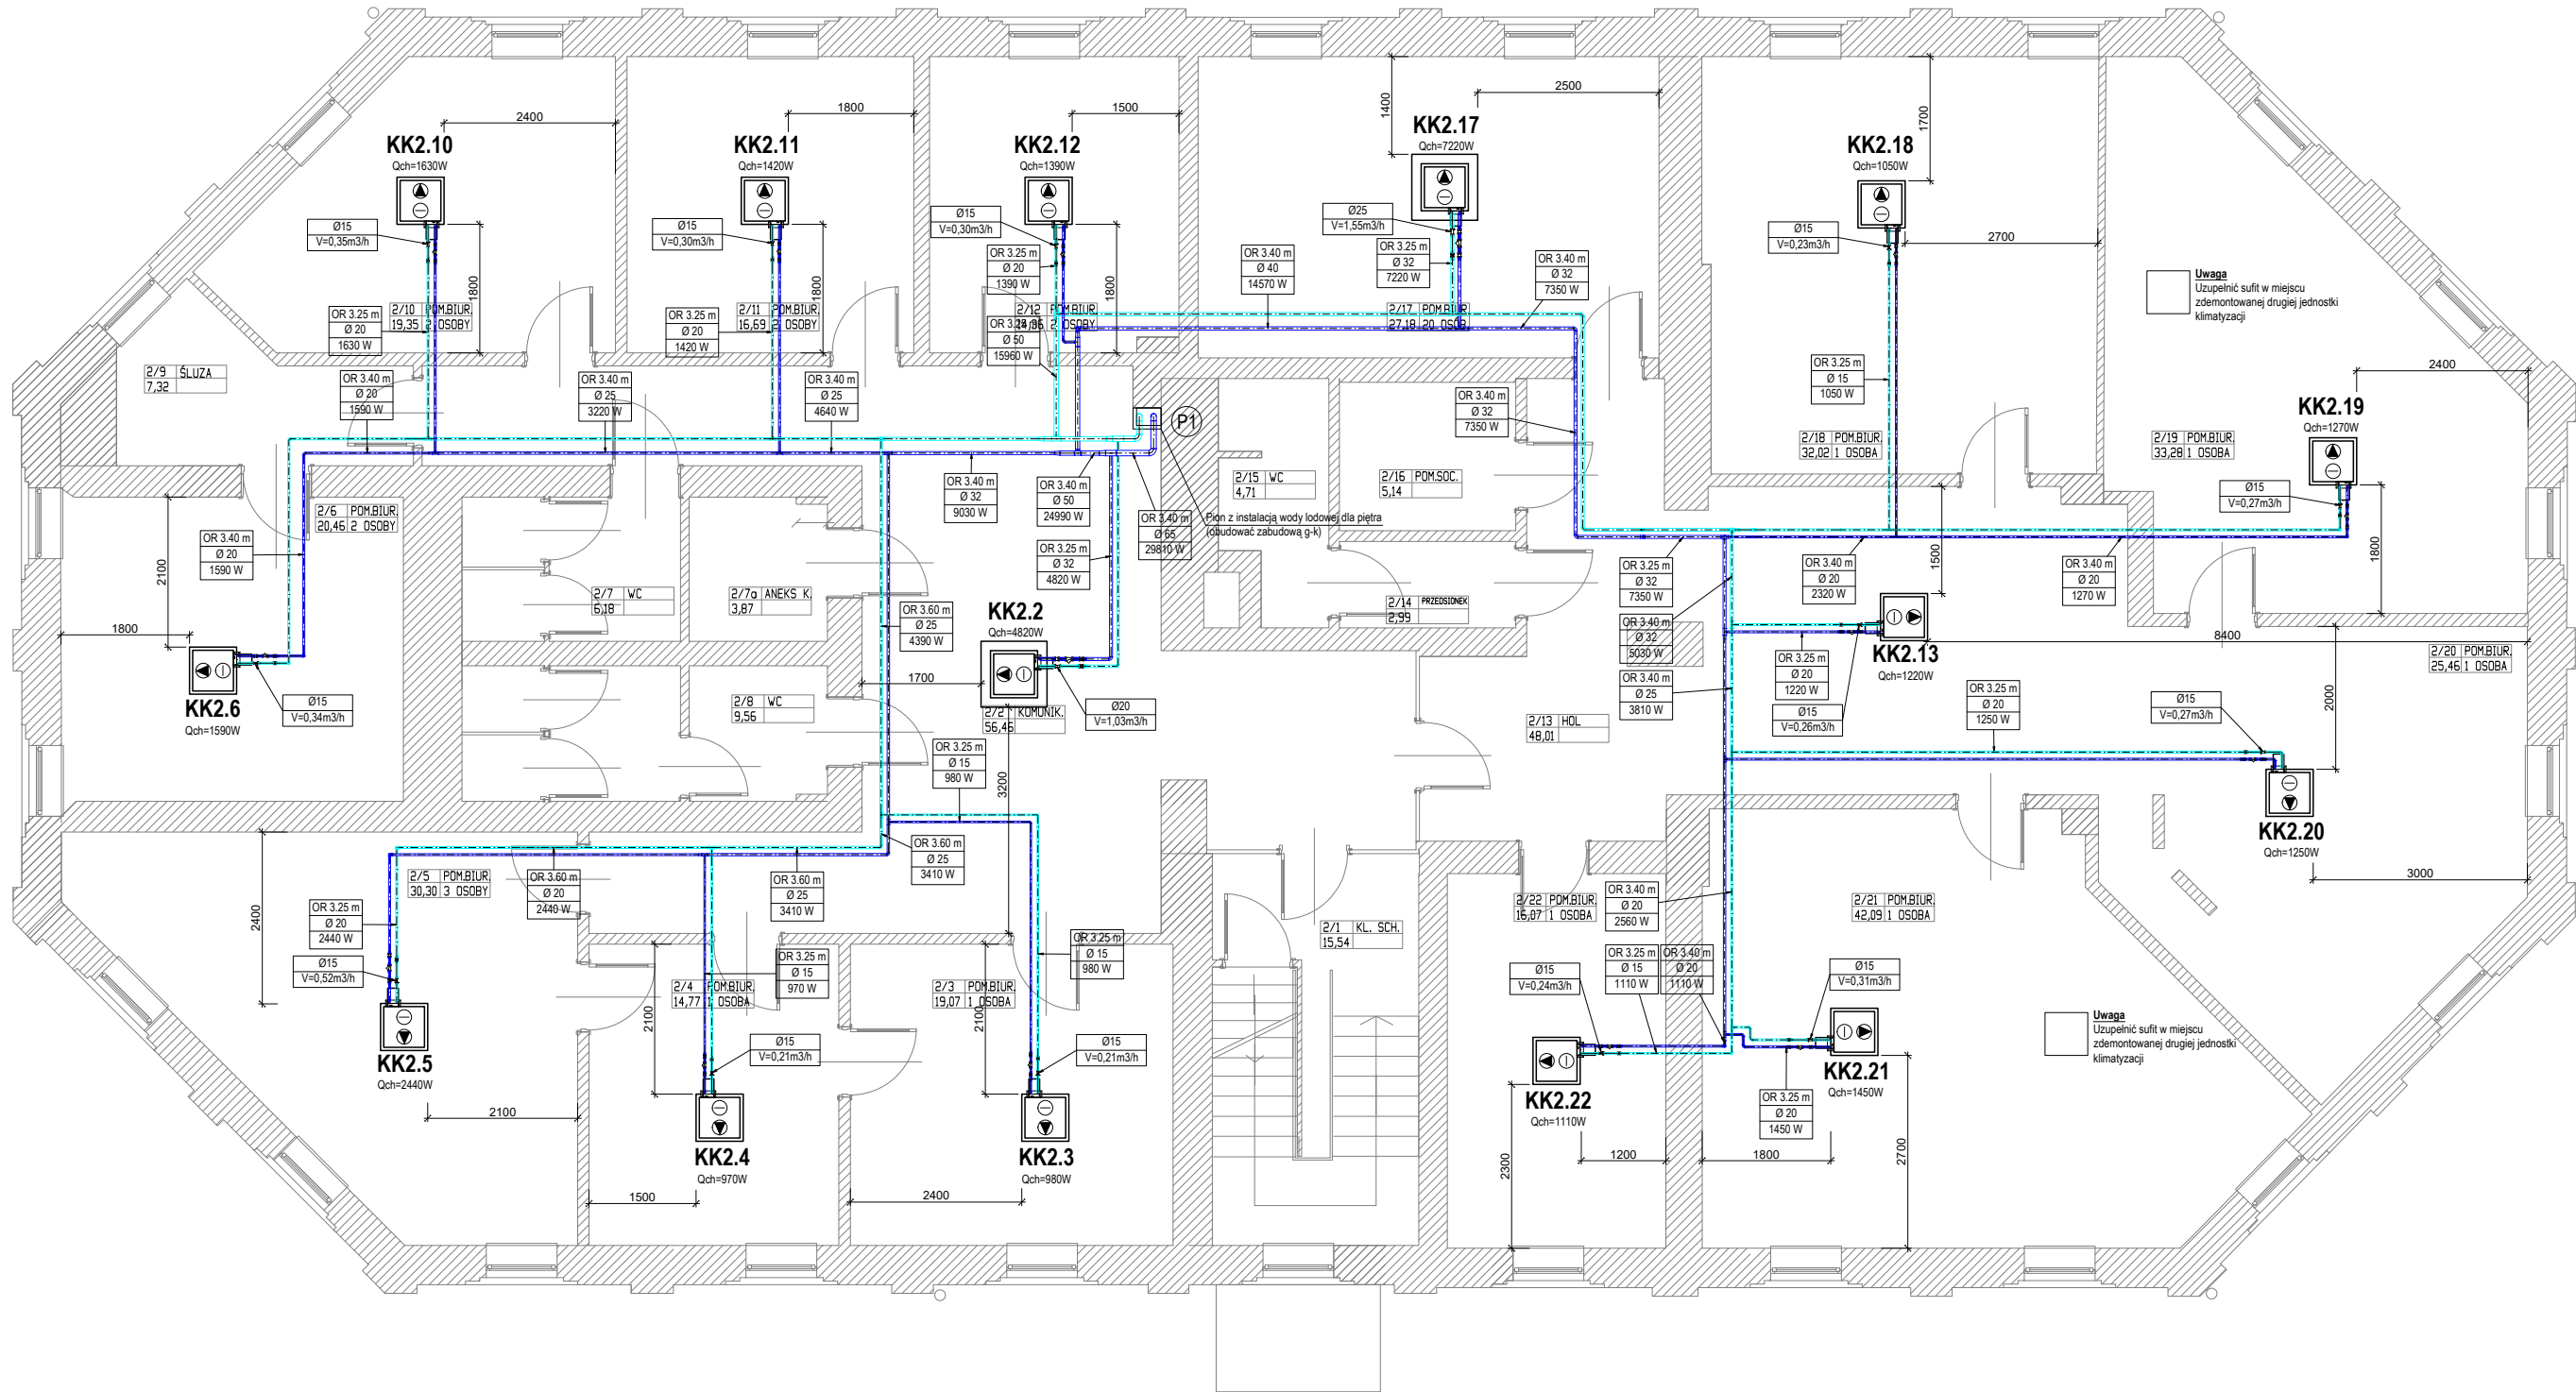 2400
1800
1500
1400
2500
1700
KK2.10
Qch=1630W
KK2.11
Qch=1420W
KK2.12
Qch=1390W
KK2.17
Qch=7220W
KK2.18
Qch=1050W
Ø15
V=0,35m3/h
Ø15
V=0,30m3/h
Ø15
V=0,30m3/h
Ø25
V=1,55m3/h
Ø15
V=0,23m3/h
2700
1800
1800
1800
OR 3.25 m
Ø 20
1390 W
OR 3.40 m
Ø 40
14570 W
OR 3.25 m
Ø 32
7220 W
OR 3.40 m
Ø 32
7350 W
Uwaga
Uzupełnić sufit w miejscu
zdemontowanej drugiej jednostki
klimatyzacji
OR 3.25 m
Ø 20
1630 W
2/10 POM.BIUR.
19,35 2 OSOBY
OR 3.25 m
Ø 20
1420 W
2/11 POM.BIUR.
16,69 2 OSOBY
2/12 POM.BIUR.
2 OSOBY
Ø 50
15960 W
2/17 POM.BIUR.
27,18 20 OSOB
2/9 ŚLUZA
7,32
OR 3.40 m
Ø 20
1590 W
OR 3.40 m
Ø 25
3220 W
OR 3.40 m
Ø 25
4640 W
P1
OR 3.40 m
Ø 32
7350 W
OR 3.25 m
Ø 15
1050 W
2400
KK2.19
Qch=1270W
2/18 POM.BIUR.
32,02 1 OSOBA
2/19 POM.BIUR.
33,28 1 OSOBA
Ø15
V=0,27m3/h
2/15 WC
4,71
2/16 POM.SOC.
5,14
OR 3.40 m
Ø 32
9030 W
OR 3.40 m
Ø 50
24990 W
OR 3.40 m
Ø 65
29810 W
Pion z instalacją wody lodowej dla piętra
(obudować zabudową g-k)
2/6 POM.BIUR.
20,46 2 OSOBY
OR 3.40 m
Ø 20
1590 W
2100
OR 3.25 m
Ø 32
4820 W
1500
1800
OR 3.25 m
Ø 32
7350 W
OR 3.40 m
Ø 20
2320 W
OR 3.40 m
Ø 20
1270 W
2/7 WC
6,18
2/7a ANEKS K.
3,87
OR 3.60 m
Ø 25
4390 W
KK2.2
Qch=4820W
2/14 PRZEDSIONEK
2,99
OR 3.40 m
Ø 32
5030 W
1800
8400
KK2.13
Qch=1220W
OR 3.25 m
Ø 20
1220 W
2/20 POM.BIUR.
25,46 1 OSOBA
KK2.6
Qch=1590W
Ø15
V=0,34m3/h
1700
Ø20
V=1,03m3/h
OR 3.40 m
Ø 25
3810 W
OR 3.25 m
Ø 20
1250 W
Ø15
V=0,26m3/h
Ø15
V=0,27m3/h
2000
2/8 WC
9,56
2/2 KOMUNIK.
56,45
2/13 HOL
48,01
OR 3.25 m
Ø 15
980 W
3200
KK2.20
Qch=1250W
3000
OR 3.60 m
Ø 25
3410 W
2400
2/5 POM.BIUR.
30,30 3 OSOBY
OR 3.60 m
Ø 20
2440 W
OR 3.60 m
Ø 25
3410 W
OR 3.25 m
Ø 20
2440 W
2/22 POM.BIUR.
16,07 1 OSOBA
OR 3.40 m
Ø 20
2560 W
2/21 POM.BIUR.
42,09 1 OSOBA
2/1 KL. SCH.
15,54
Ø15
V=0,52m3/h
2/4 POM.BIUR.
14,77 1 OSOBA
OR 3.25 m
Ø 15
970 W
2/3 POM.BIUR.
19,07 1 OSOBA
OR 3.25 m
Ø 15
980 W
Ø15
V=0,24m3/h
OR 3.25 m
Ø 15
1110 W
OR 3.40 m
Ø 20
1110 W
Ø15
V=0,31m3/h
2100
2100
Ø15
V=0,21m3/h
Ø15
V=0,21m3/h
Uwaga
Uzupełnić sufit w miejscu
zdemontowanej drugiej jednostki
klimatyzacji
KK2.5
Qch=2440W
2100
KK2.22
Qch=1110W
KK2.21
Qch=1450W
OR 3.25 m
Ø 20
1450 W
KK2.4
Qch=970W
KK2.3
Qch=980W
2300
1200
1800
2700
1500
2400